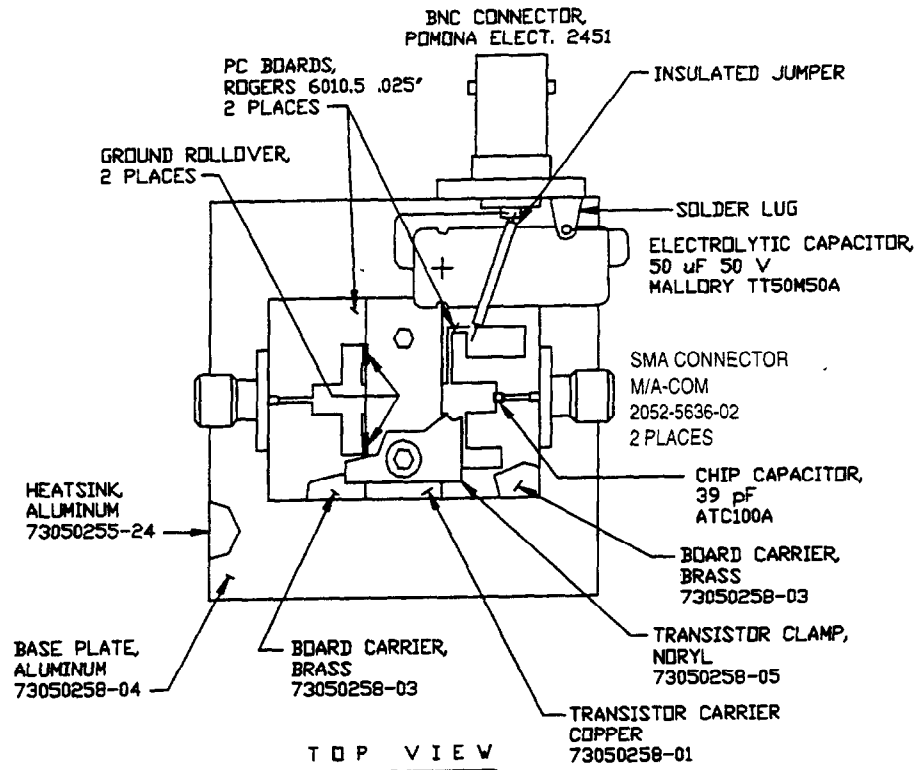 BNC CONNECTOR,
POMONA ELECT. 2451
PC BOARDS,
ROGERS 6010.5 .025"
2 PLACES
INSULATED JUMPER
GROUND ROLLOVER,
2 PLACES
SOLDER LUG
ELECTROLYTIC CAPACITOR,
50 uF 50 V
MALLORY TT50M50A
SMA CONNECTOR
M/A-COM
2052-5636-02
2 PLACES
CHIP CAPACITOR,
39 pF
ATC100A
HEATSINK,
ALUMINUM
73050255-24
BOARD CARRIER,
BRASS
73050258-03
BASE PLATE,
ALUMINUM
73050258-04
BOARD CARRIER,
BRASS
73050258-03
TRANSISTOR CLAMP,
NORYL
73050258-05
TRANSISTOR CARRIER
COPPER
73050258-01
TOP VIEW